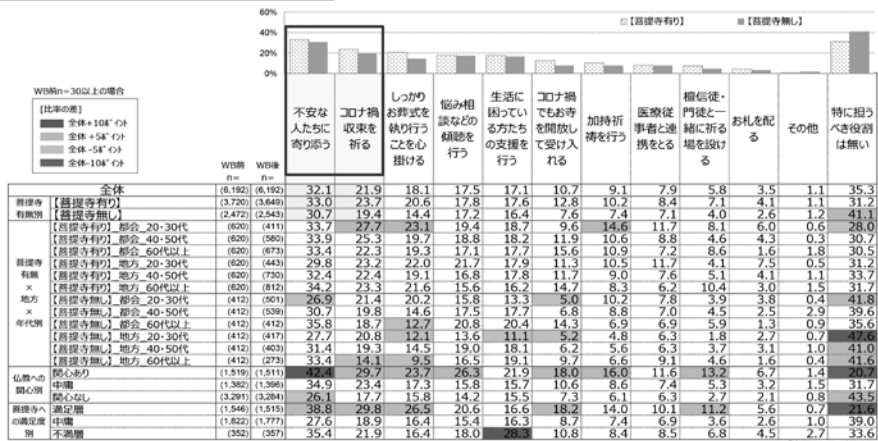 60%
40%
20%
0%
【菩提寺有り】 【菩提寺無し】
WB前n=30以上の場合
[比率の差]
全体+10ポイント
全体 +5ポイント
全体 -5ポイント
全体-10ポイント
不安な人たちに寄り添う
コロナ禍収束を祈る
しっかりお葬式を執り行うことを心掛ける
悩み相談などの傾聴を行う
生活に困っている方たちの支援を行う
コロナ禍でもお寺を開放して受け入れる
加持祈祷を行う
医療従事者と連携をとる
檀信徒・門徒と一緒に祈る場を設ける
お札を配る
その他
特に担うべき役割は無い
WB前 n= WB後 n=
全体 (6,192) (6,192) 32.1 21.9 18.1 17.5 17.1 10.7 9.1 7.9 5.8 3.5 1.1 35.3
菩提寺有無別
【菩提寺有り】 (3,720) (3,649) 33.0 23.7 20.6 17.8 17.6 12.8 10.2 8.4 7.1 4.1 1.1 31.2
【菩提寺無し】 (2,472) (2,543) 30.7 19.4 14.4 17.2 16.4 7.6 7.4 7.1 4.0 2.6 1.2 41.1
菩提寺有無×地方×年代別
【菩提寺有り】_都会_20・30代 (620) (411) 33.7 27.7 23.1 19.4 18.7 9.6 14.6 11.7 8.1 6.0 0.6 28.0
【菩提寺有り】_都会_40・50代 (620) (580) 33.9 25.3 19.7 18.8 18.2 11.9 10.6 8.8 4.6 4.3 0.3 30.7
【菩提寺有り】_都会_60代以上 (620) (673) 33.4 22.3 19.3 17.1 17.7 15.6 10.9 7.2 8.6 1.6 1.8 30.5
【菩提寺有り】_地方_20・30代 (620) (443) 29.8 23.2 22.0 21.7 17.9 11.3 10.5 11.7 4.1 7.5 0.5 31.2
【菩提寺有り】_地方_40・50代 (620) (730) 32.4 22.4 19.1 16.8 17.8 11.7 9.0 7.6 5.1 4.1 1.1 33.7
【菩提寺有り】_地方_60代以上 (620) (812) 34.2 23.3 21.6 15.6 16.2 14.7 8.3 6.2 10.4 3.0 1.5 31.7
【菩提寺無し】_都会_20・30代 (412) (501) 26.9 21.4 20.2 15.8 13.3 5.0 10.2 7.8 3.9 3.8 0.4 41.8
【菩提寺無し】_都会_40・50代 (412) (539) 30.7 19.8 14.6 17.5 17.7 6.8 8.8 7.0 4.5 2.5 2.9 39.6
【菩提寺無し】_都会_60代以上 (412) (412) 35.8 18.7 12.7 20.8 20.4 14.3 6.9 6.9 5.9 1.3 0.9 35.6
【菩提寺無し】_地方_20・30代 (412) (417) 27.7 20.8 12.1 13.6 11.1 5.2 4.8 6.3 1.8 2.7 0.7 47.6
【菩提寺無し】_地方_40・50代 (412) (403) 31.4 19.3 14.5 19.0 18.1 6.2 5.6 6.3 3.7 3.1 1.0 41.0
【菩提寺無し】_地方_60代以上 (412) (273) 33.4 14.1 9.5 16.5 19.1 9.7 6.6 9.1 4.6 1.6 0.4 41.6
仏教への関心別
関心あり (1,519) (1,511) 42.4 29.7 23.7 26.3 21.9 18.0 16.0 11.6 13.2 6.7 1.4 20.7
中庸 (1,382) (1,396) 34.9 23.4 17.3 15.8 15.7 10.6 8.6 7.4 5.3 3.2 1.5 31.7
関心なし (3,291) (3,284) 26.1 17.7 15.8 14.2 15.5 7.3 6.1 6.3 2.7 2.1 0.8 43.5
菩提寺への満足度別
満足層 (1,546) (1,515) 38.8 29.8 26.5 20.6 16.6 18.2 14.0 10.1 11.2 5.6 0.7 21.6
中庸 (1,822) (1,777) 27.6 18.9 16.4 15.4 16.3 8.7 7.4 6.9 3.6 2.6 1.0 39.0
不満層 (352) (357) 35.4 21.9 16.4 18.0 28.3 10.8 8.4 8.5 6.8 4.5 2.7 33.6